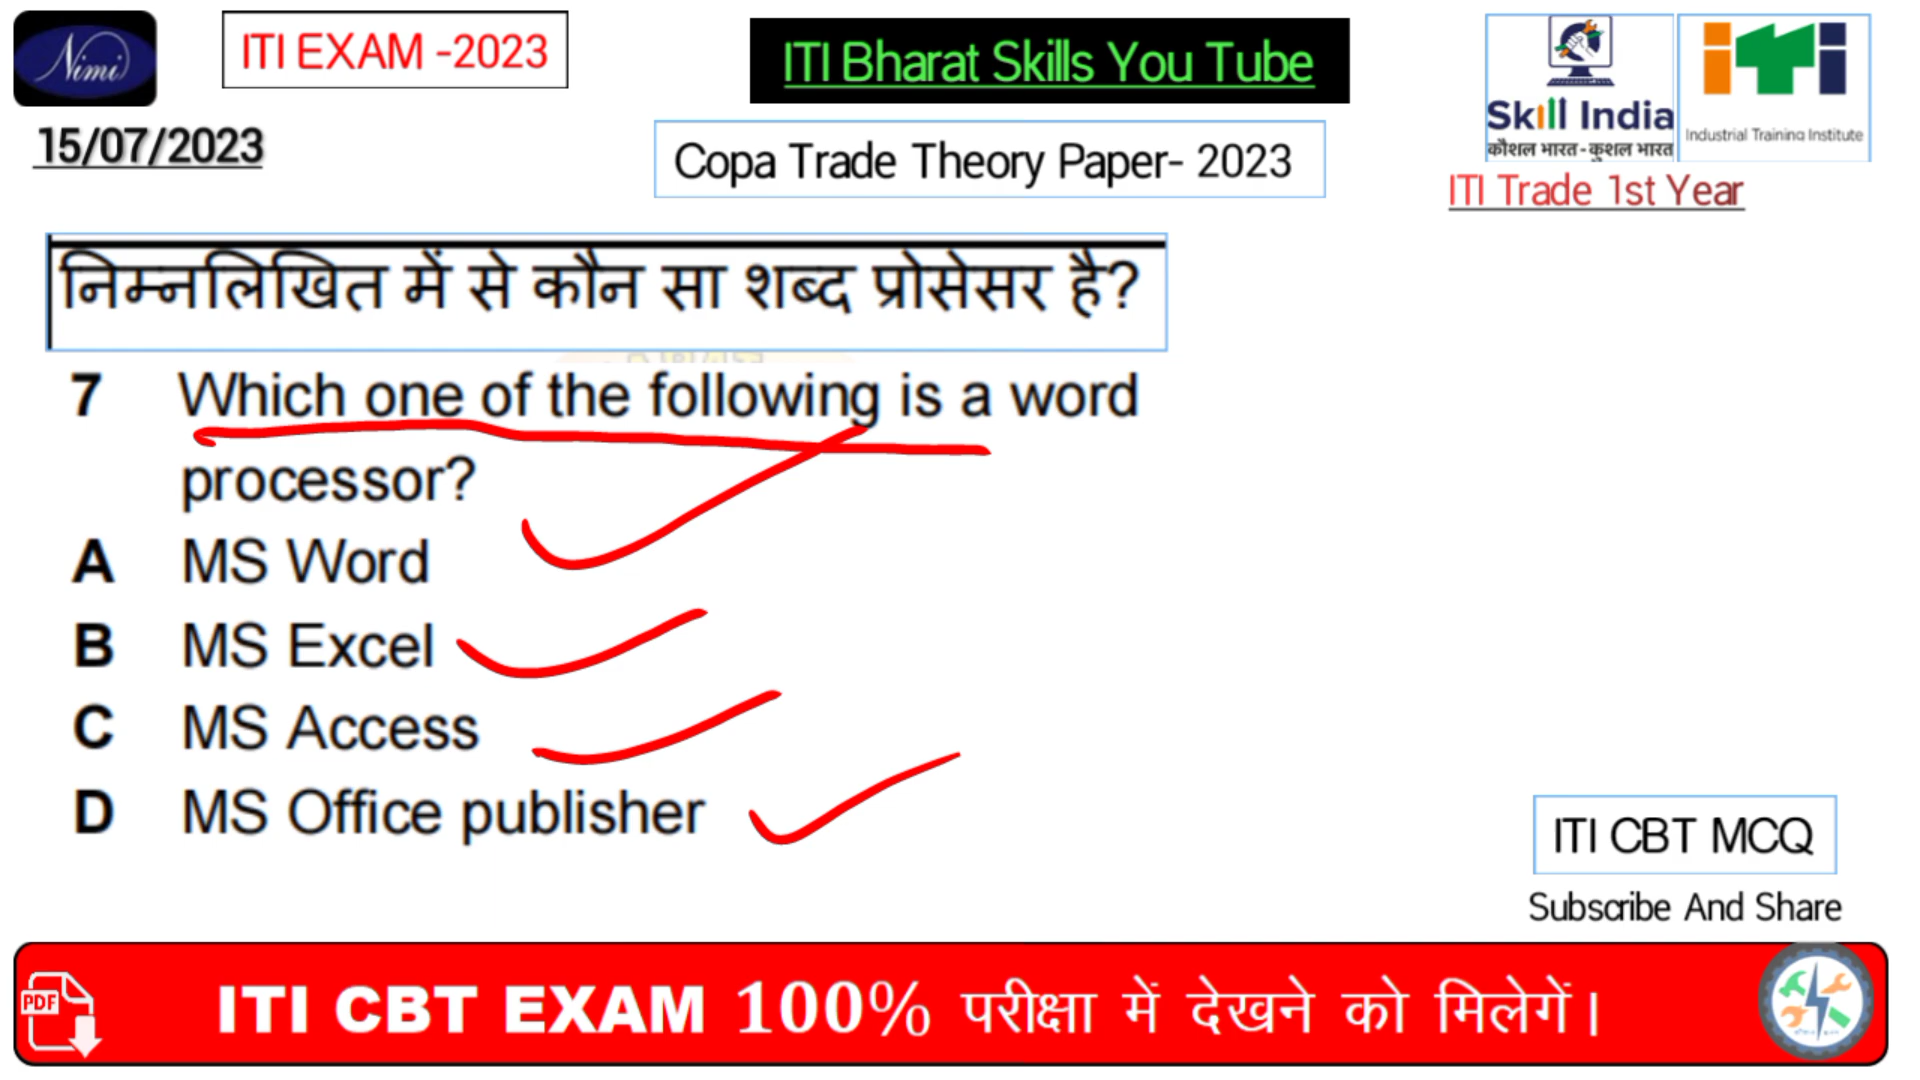 Nimi
ITI EXAM -2023
ITI Bharat Skills You Tube
Skill India
कौशल भारत - कुशल भारत
iTi
Industrial Training Institute
15/07/2023
Copa Trade Theory Paper- 2023
ITI Trade 1st Year
निम्नलिखित में से कौन सा शब्द प्रोसेसर है?
7 Which one of the following is a word
processor?
A MS Word
B MS Excel
C MS Access
D MS Office publisher
ITI CBT MCQ
Subscribe And Share
PDF
ITI CBT EXAM 100% परीक्षा में देखने को मिलेगें।